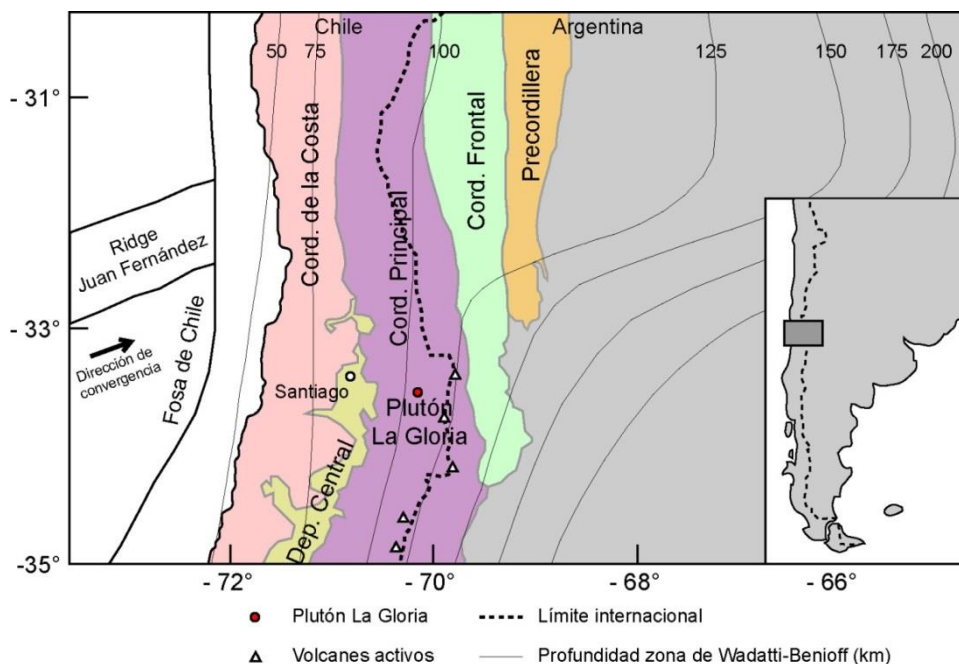 Chile
Argentina
50
75
100
125
150
175
200
- 31°
- 33°
- 35°
Ridge
Juan Fernández
Dirección de
convergencia
Fosa de Chile
Cord. de la Costa
Cord. Principal
Cord. Frontal
Precordillera
Santiago
Plutón
La Gloria
Dep. Central
- 72°
- 70°
- 68°
- 66°
Plutón La Gloria
Límite internacional
Volcanes activos
Profundidad zona de Wadatti-Benioff (km)